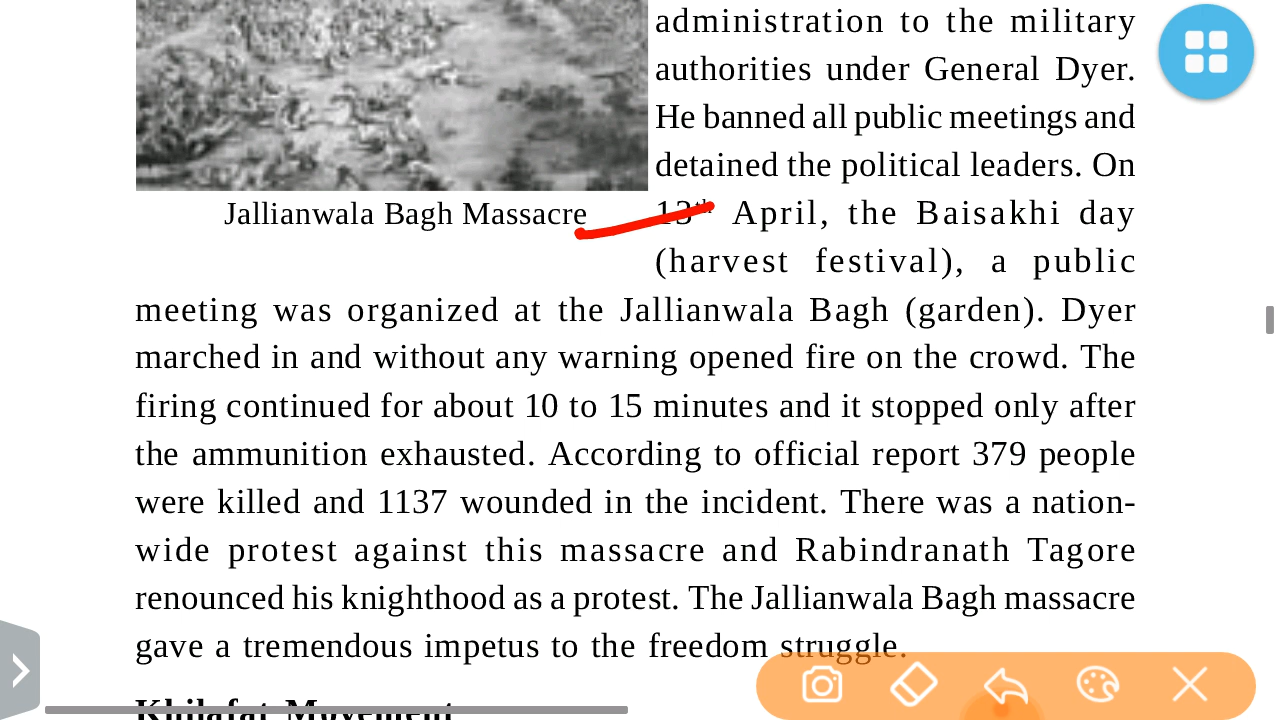 administration to the military
authorities under General Dyer.
He banned all public meetings and
detained the political leaders. On
Jallianwala Bagh Massacre
13th April, the Baisakhi day
(harvest festival), a public
meeting was organized at the Jallianwala Bagh (garden). Dyer
marched in and without any warning opened fire on the crowd. The
firing continued for about 10 to 15 minutes and it stopped only after
the ammunition exhausted. According to official report 379 people
were killed and 1137 wounded in the incident. There was a nation-
wide protest against this massacre and Rabindranath Tagore
renounced his knighthood as a protest. The Jallianwala Bagh massacre
gave a tremendous impetus to the freedom struggle.
Khilafat Movement